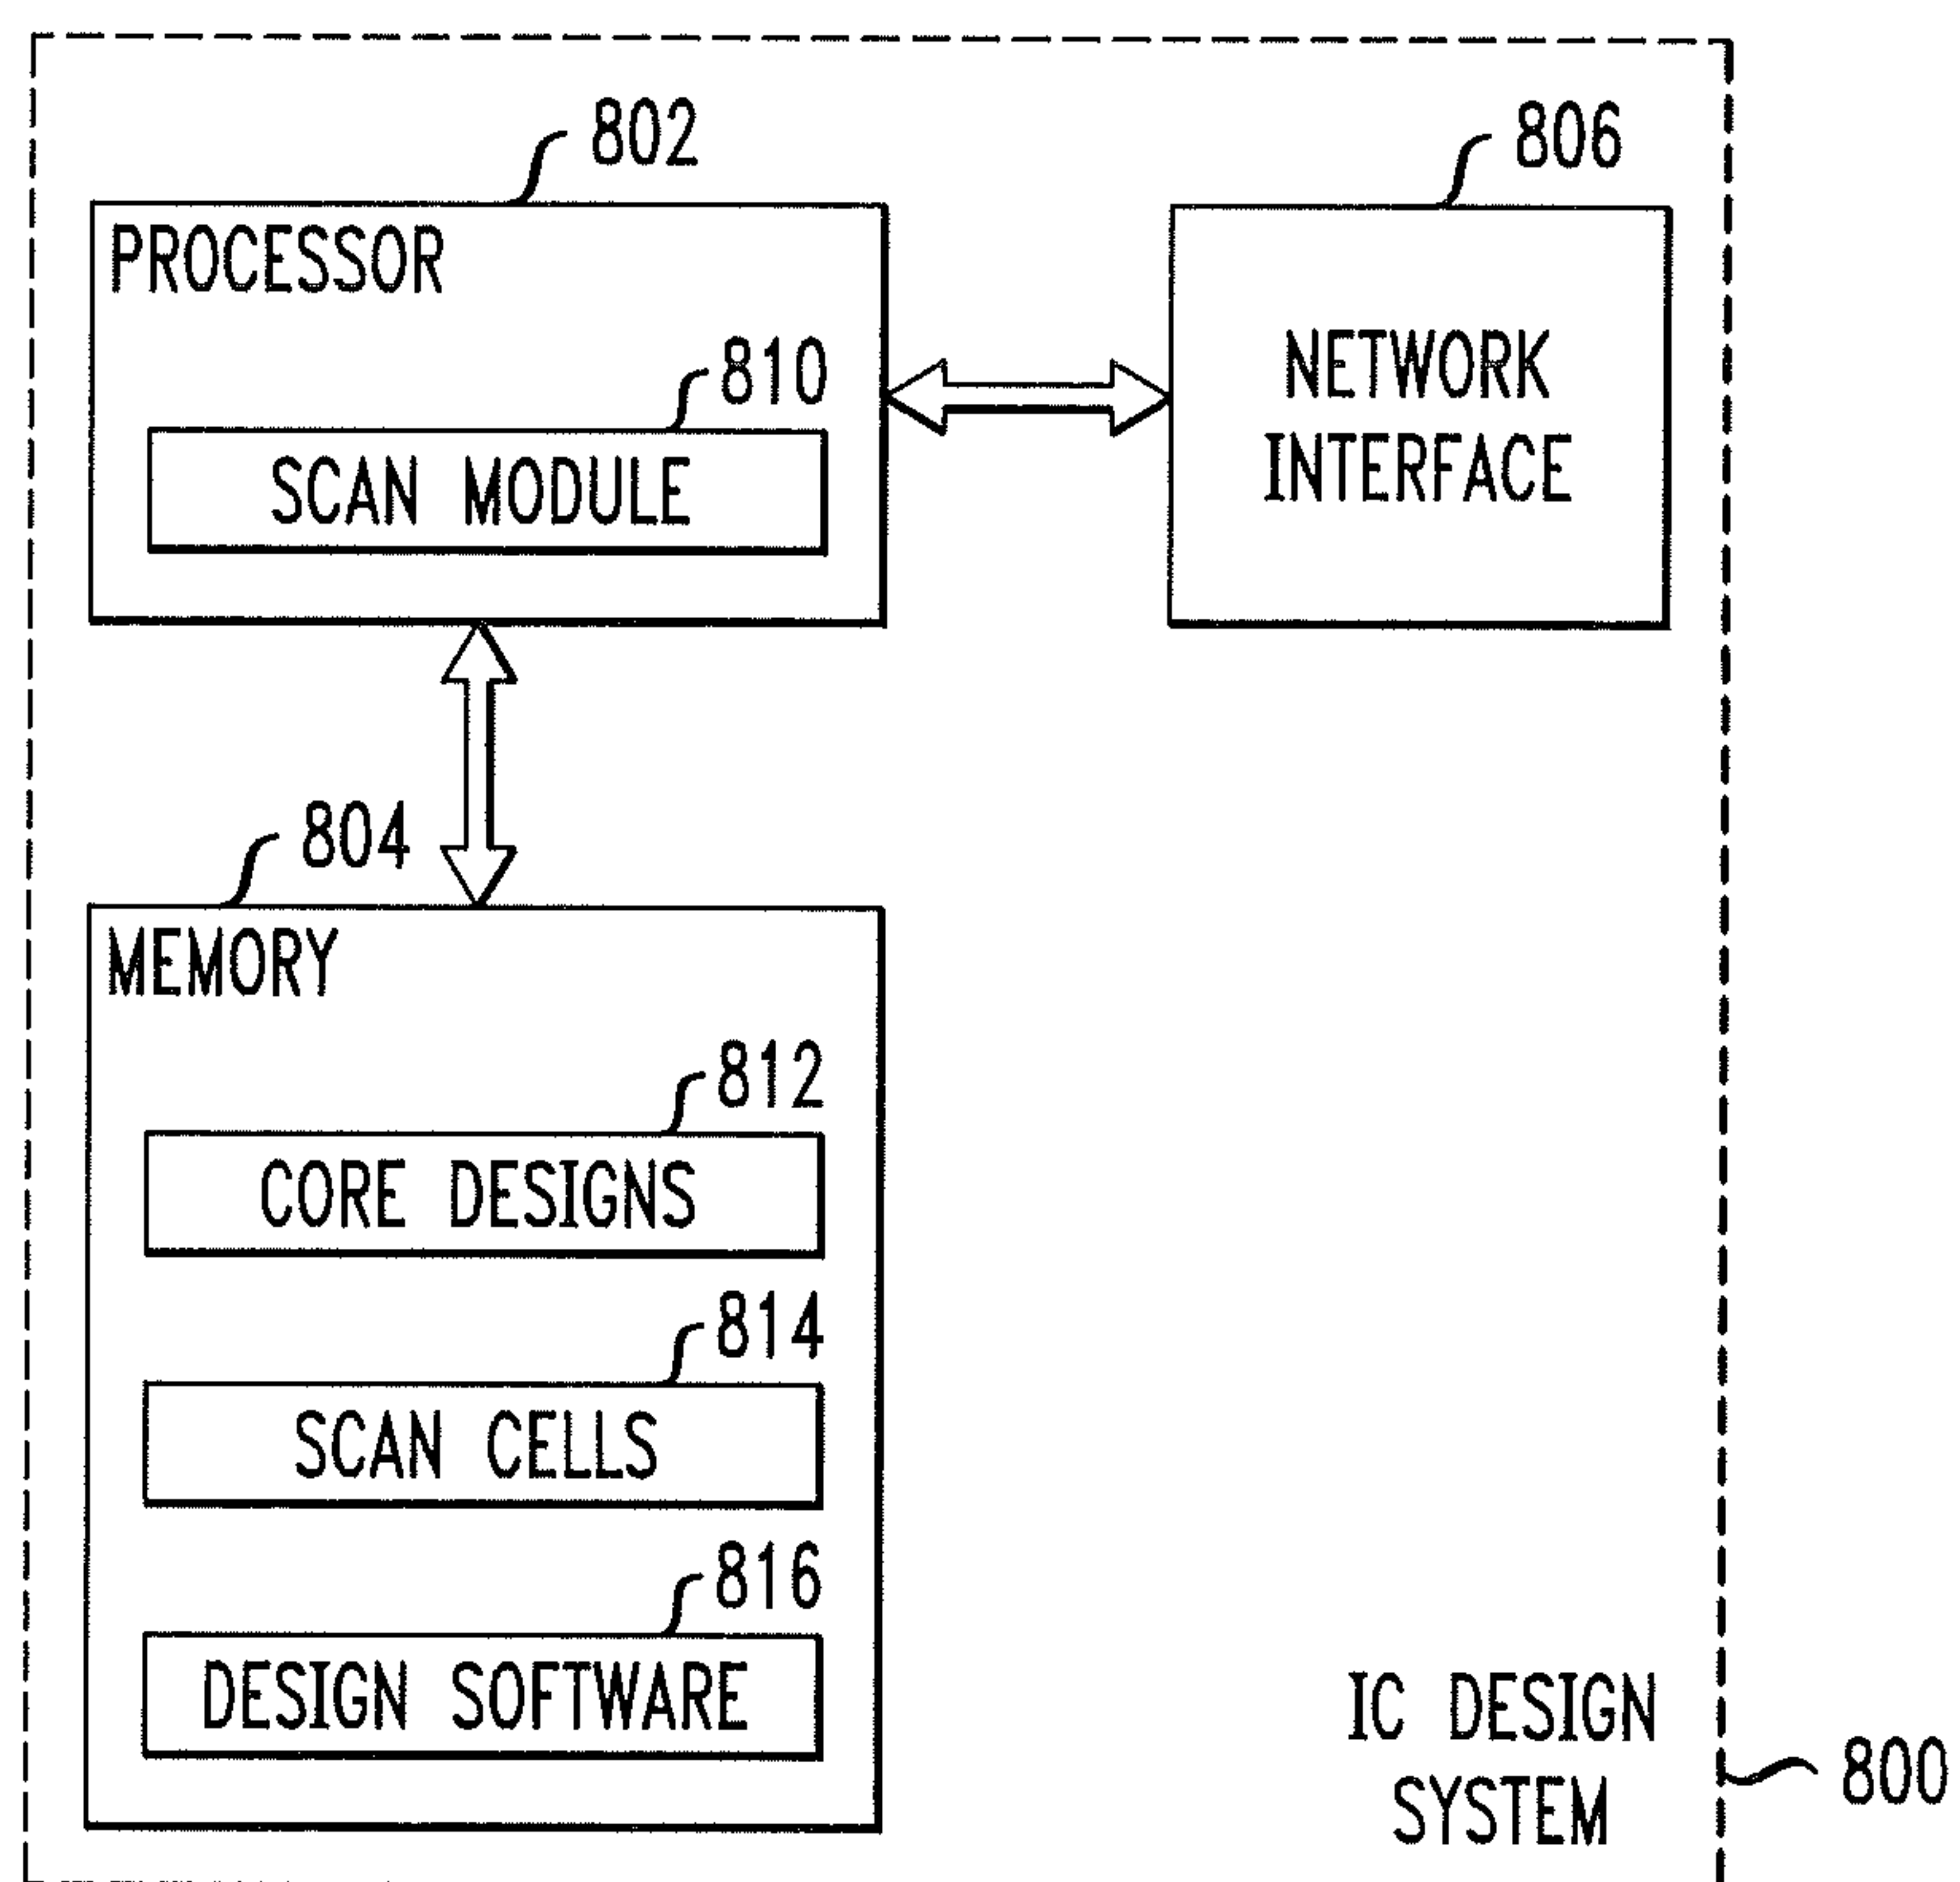 802
806
PROCESSOR
810
SCAN MODULE
NETWORK
INTERFACE
804
MEMORY
812
CORE DESIGNS
814
SCAN CELLS
816
DESIGN SOFTWARE
IC DESIGN
SYSTEM
800